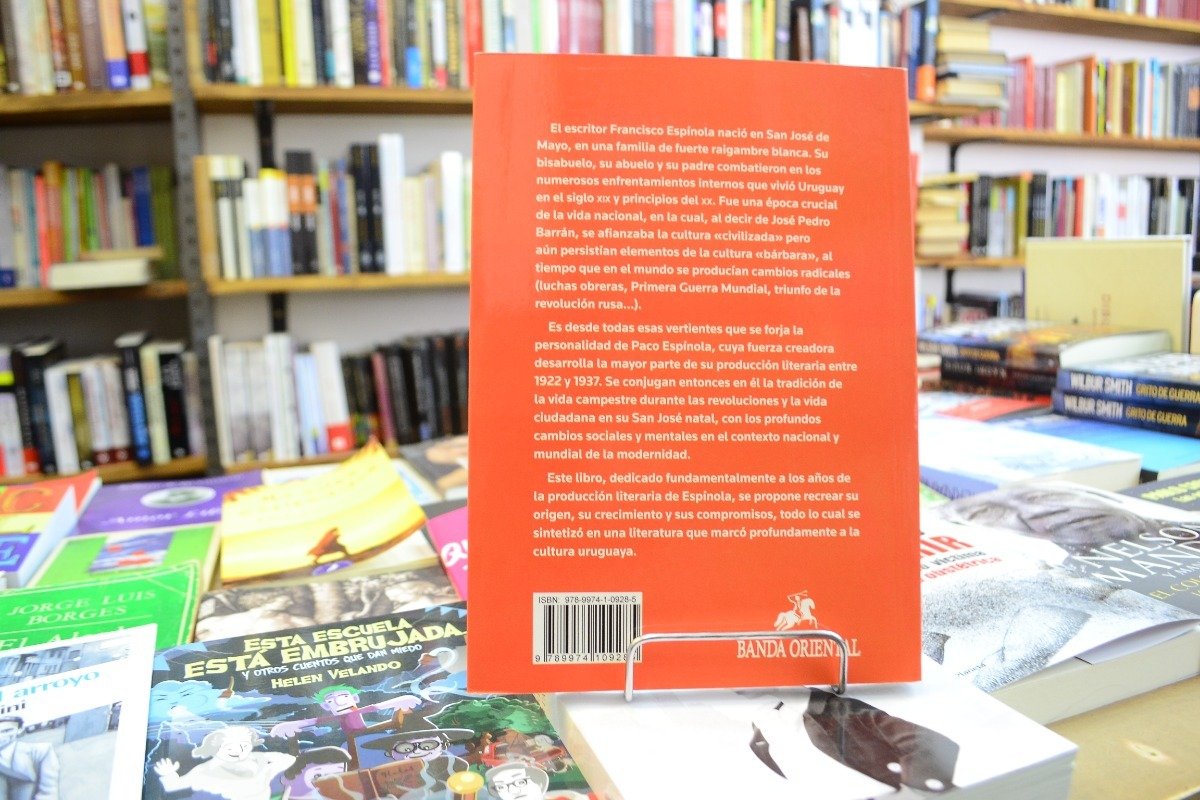 El escritor Francisco Espínola nació en San José de
Mayo, en una familia de fuerte raigambre blanca. Su
bisabuelo, su abuelo y su padre combatieron en los
numerosos enfrentamientos internos que vivió Uruguay
en el siglo XIX y principios del XX. Fue una época crucial
de la vida nacional, en la cual, al decir de José Pedro
Barrán, se afianzaba la cultura «civilizada» pero
aún persistían elementos de la cultura «bárbara», al
tiempo que en el mundo se producían cambios radicales
(luchas obreras, Primera Guerra Mundial, triunfo de la
revolución rusa...).
Es desde todas esas vertientes que se forja la
personalidad de Paco Espínola, cuya fuerza creadora
desarrolla la mayor parte de su producción literaria entre
1922 y 1937. Se conjugan entonces en él la tradición de
la vida campestre durante las revoluciones y la vida
ciudadana en su San José natal, con los profundos
cambios sociales y mentales en el contexto nacional y
mundial de la modernidad.
Este libro, dedicado fundamentalmente a los años de
la producción literaria de Espínola, se propone recrear su
origen, su crecimiento y sus compromisos, todo lo cual se
sintetizó en una literatura que marcó profundamente a la
cultura uruguaya.
ISBN: 978-9974-1-0928-5
9 789974 10928
BANDA ORIENTAL
WILBUR SMITH GRITO DE GUERRA
WILBUR SMITH GRITO DE GUERRA
JORGE LUIS
BORGES
El
ESTA ESCUELA
ESTÁ EMBRUJADA
Y OTROS CUENTOS QUE DAN MIEDO
HELEN VELANDO
arroyo
obstétrica